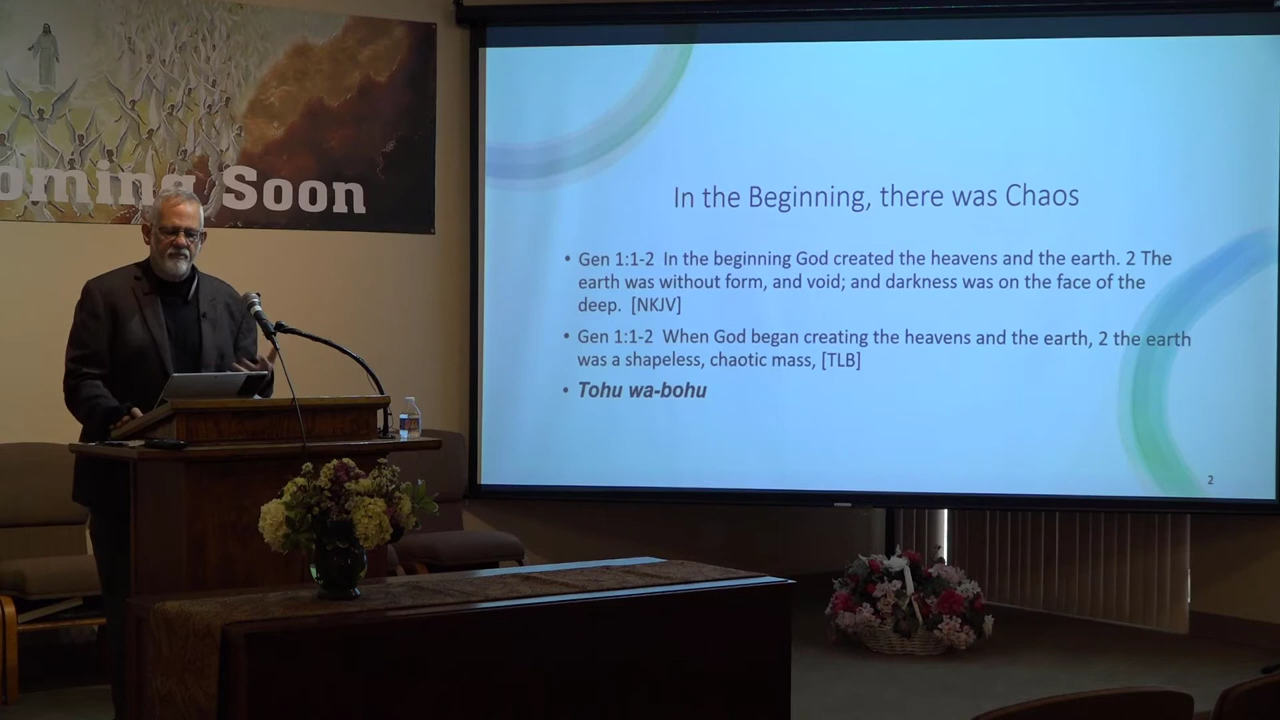 oming Soon
In the Beginning, there was Chaos
• Gen 1:1-2 In the beginning God created the heavens and the earth. 2 The
earth was without form, and void; and darkness was on the face of the
deep. [NKJV]
• Gen 1:1-2 When God began creating the heavens and the earth, 2 the earth
was a shapeless, chaotic mass, [TLB]
• Tohu wa-bohu
2